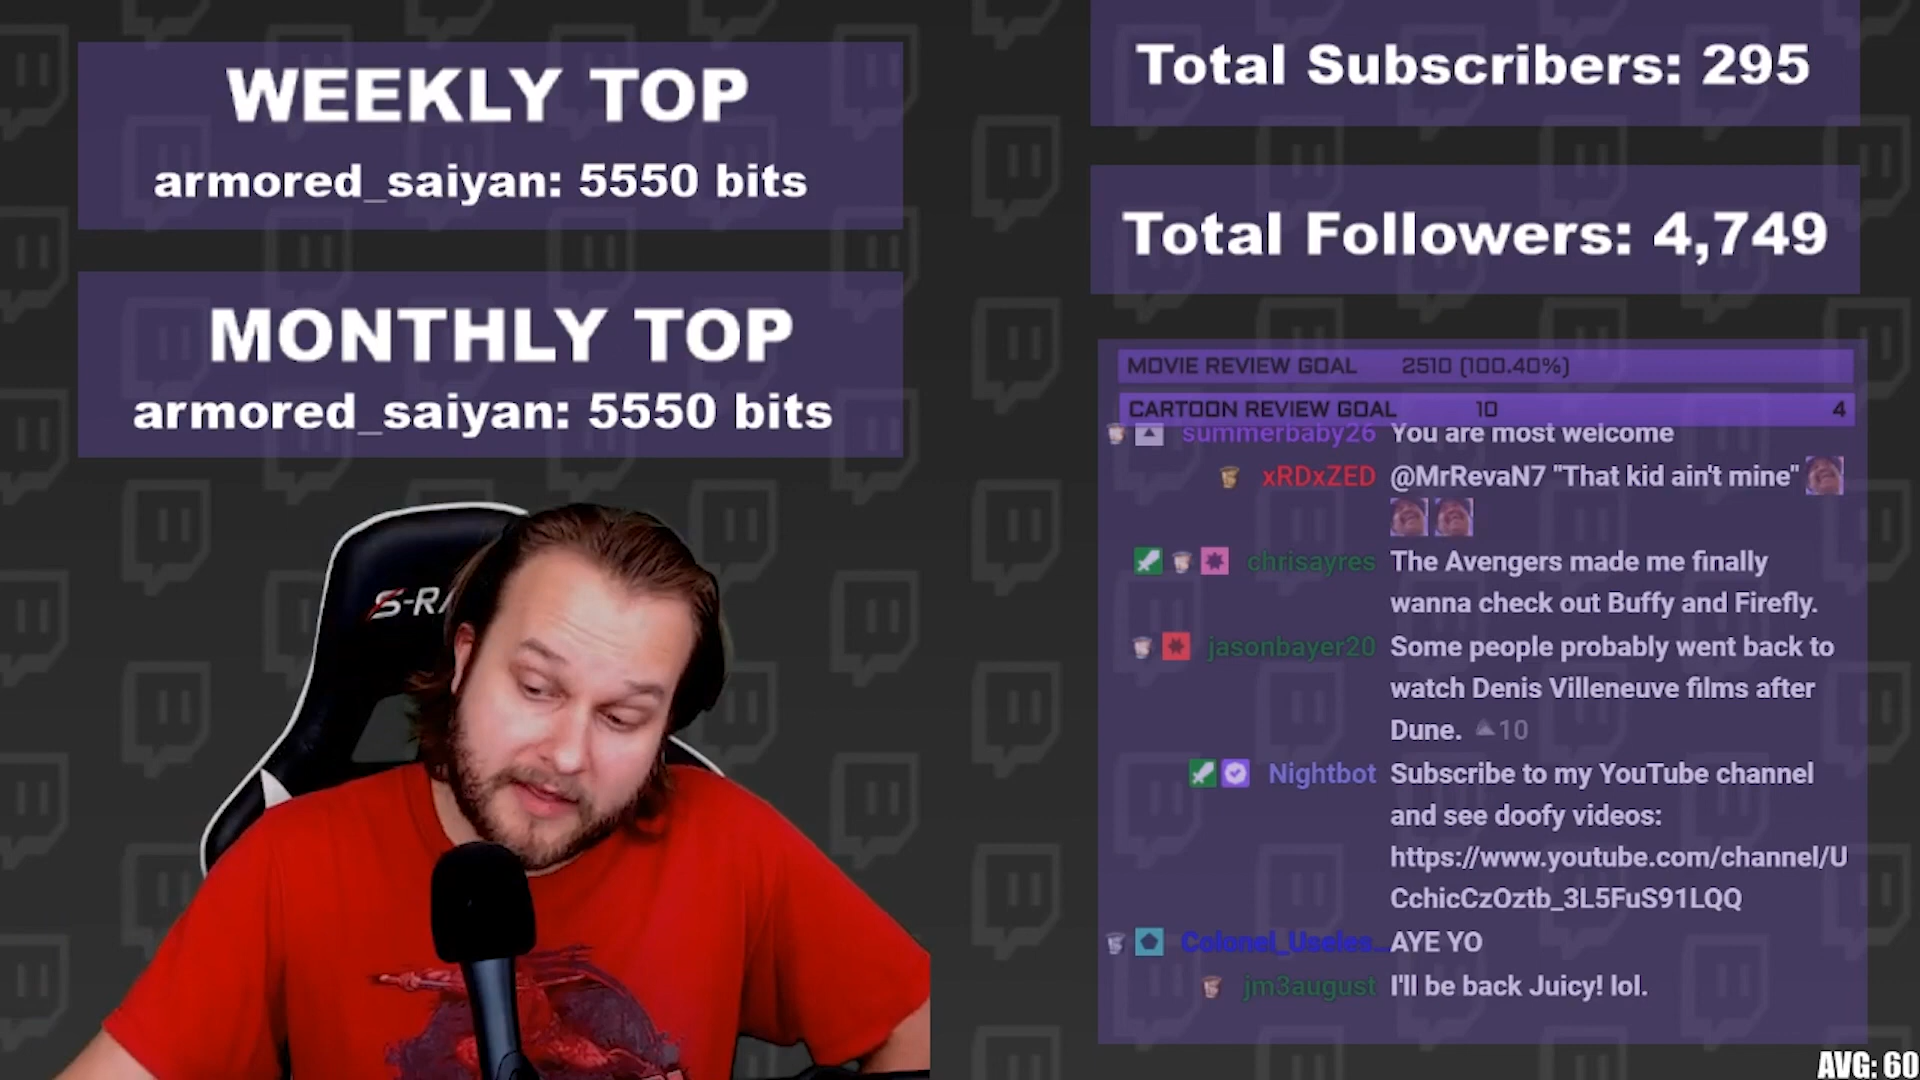 WEEKLY TOP
armored_saiyan: 5550 bits
MONTHLY TOP
armored_saiyan: 5550 bits
S-RA
Total Subscribers: 295
Total Followers: 4,749
MOVIE REVIEW GOAL 2510 (100.40%)
CARTOON REVIEW GOAL 10 4
summerbaby26 You are most welcome
xRDxZED @MrRevaN7 "That kid ain't mine"
chrisayres The Avengers made me finally
wanna check out Buffy and Firefly.
jasonbayer20 Some people probably went back to
watch Denis Villeneuve films after
Dune. 10
Nightbot Subscribe to my YouTube channel
and see doofy videos:
https://www.youtube.com/channel/U
CchicCzOztb_3L5FuS91LQQ
Colonel_Useles... AYE YO
jm3august I'll be back Juicy! lol.
AVG: 60